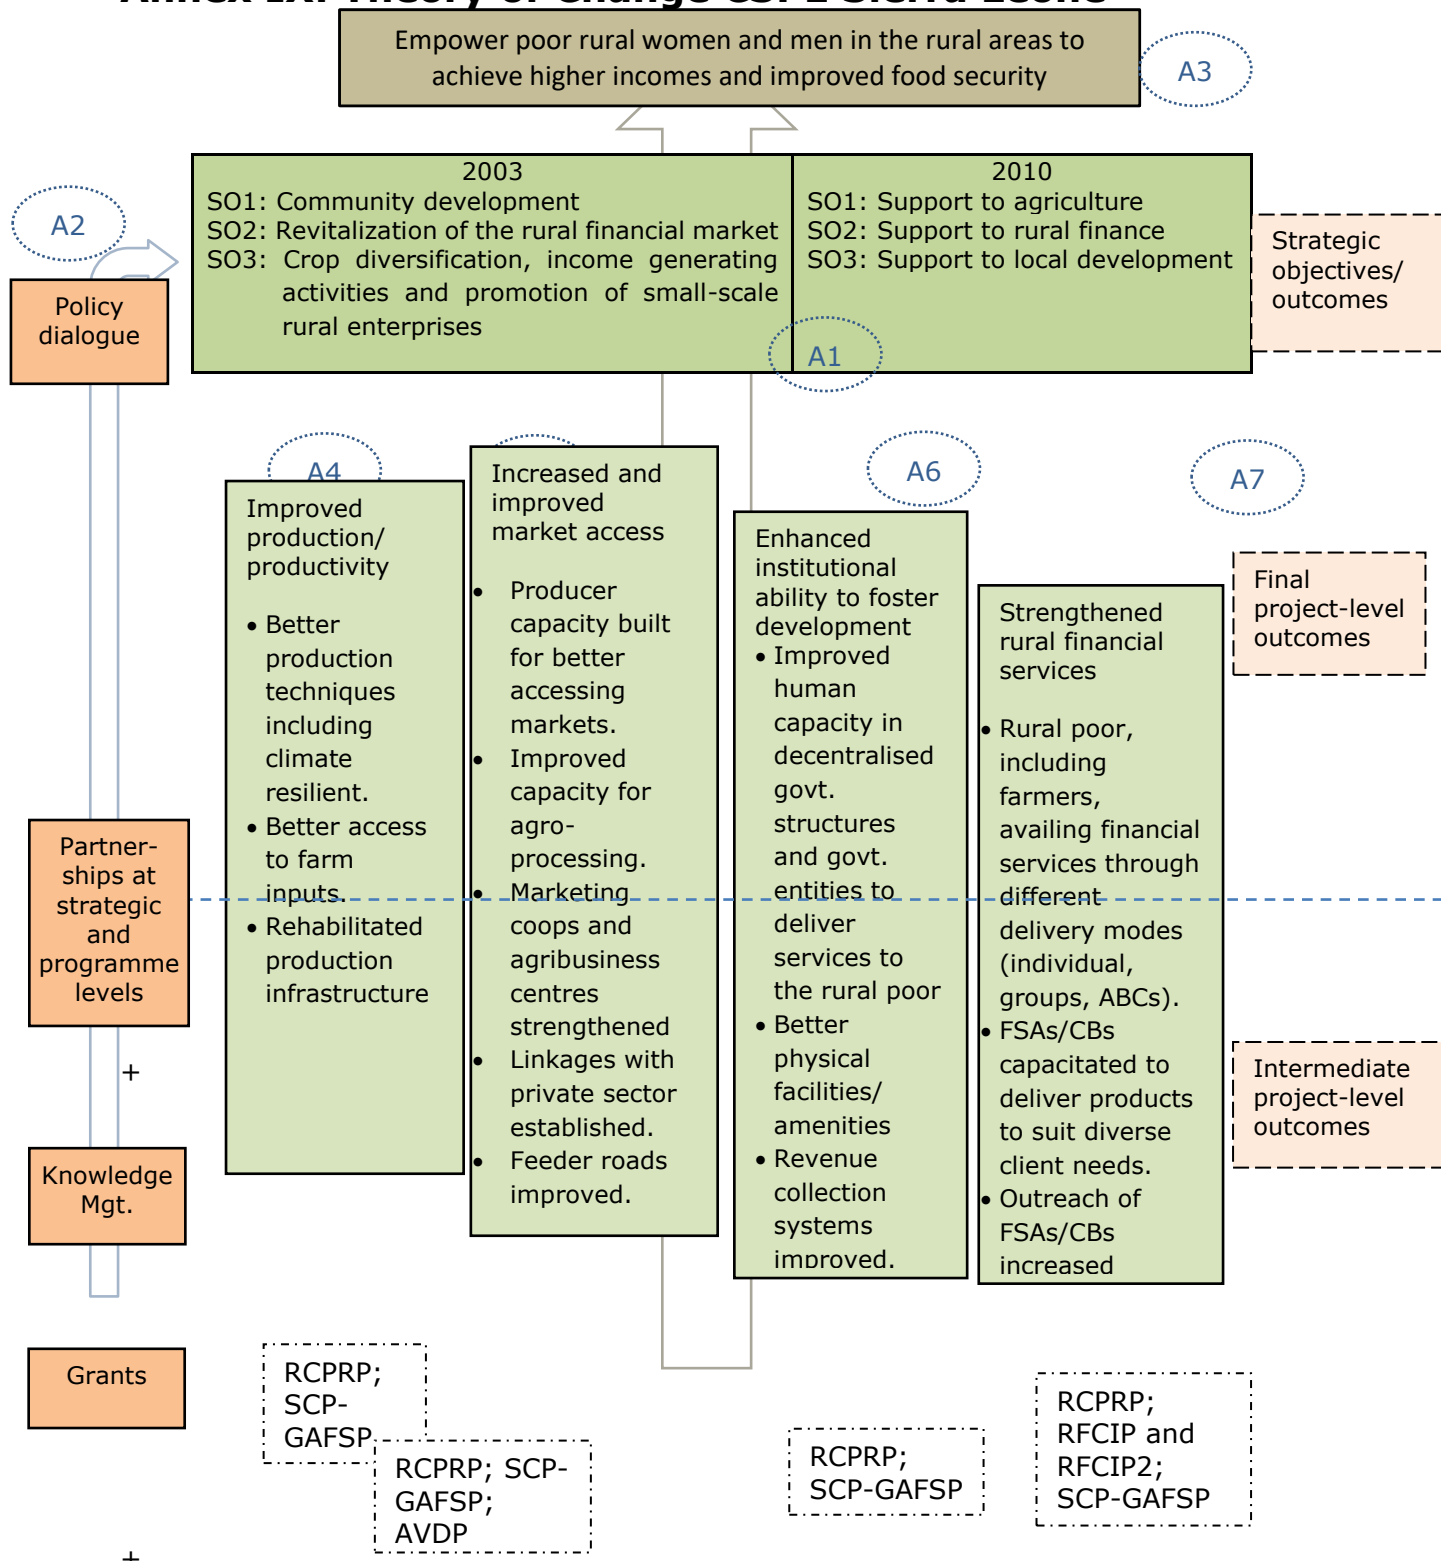 Annex IX: Theory of Change CSPE Sierra Leone
Empower poor rural women and men in the rural areas to
achieve higher incomes and improved food security
A3
A2
2003
SO1: Community development
SO2: Revitalization of the rural financial market
SO3: Crop diversification, income generating
activities and promotion of small-scale
rural enterprises
2010
SO1: Support to agriculture
SO2: Support to rural finance
SO3: Support to local development
A1
Strategic
objectives/
outcomes
Policy
dialogue
A4
A6
A7
Improved
production/
productivity
• Better
production
techniques
including
climate
resilient.
• Better access
to farm
inputs.
• Rehabilitated
production
infrastructure
Increased and
improved
market access
• Producer
capacity built
for better
accessing
markets.
• Improved
capacity for
agro-
processing.
• Marketing
coops and
agribusiness
centres
strengthened
• Linkages with
private sector
established.
• Feeder roads
improved.
Enhanced
institutional
ability to foster
development
• Improved
human
capacity in
decentralised
govt.
structures
and govt.
entities to
deliver
services to
the rural poor
• Better
physical
facilities/
amenities
• Revenue
collection
systems
improved.
Strengthened
rural financial
services
• Rural poor,
including
farmers,
availing financial
services through
different
delivery modes
(individual,
groups, ABCs).
• FSAs/CBs
capacitated to
deliver products
to suit diverse
client needs.
• Outreach of
FSAs/CBs
increased
Final
project-level
outcomes
Intermediate
project-level
outcomes
Partner-
ships at
strategic
and
programme
levels
+
Knowledge
Mgt.
Grants
+
RCPRP;
SCP-
GAFSP
RCPRP; SCP-
GAFSP;
AVDP
RCPRP;
SCP-GAFSP
RCPRP;
RFCIP and
RFCIP2;
SCP-GAFSP